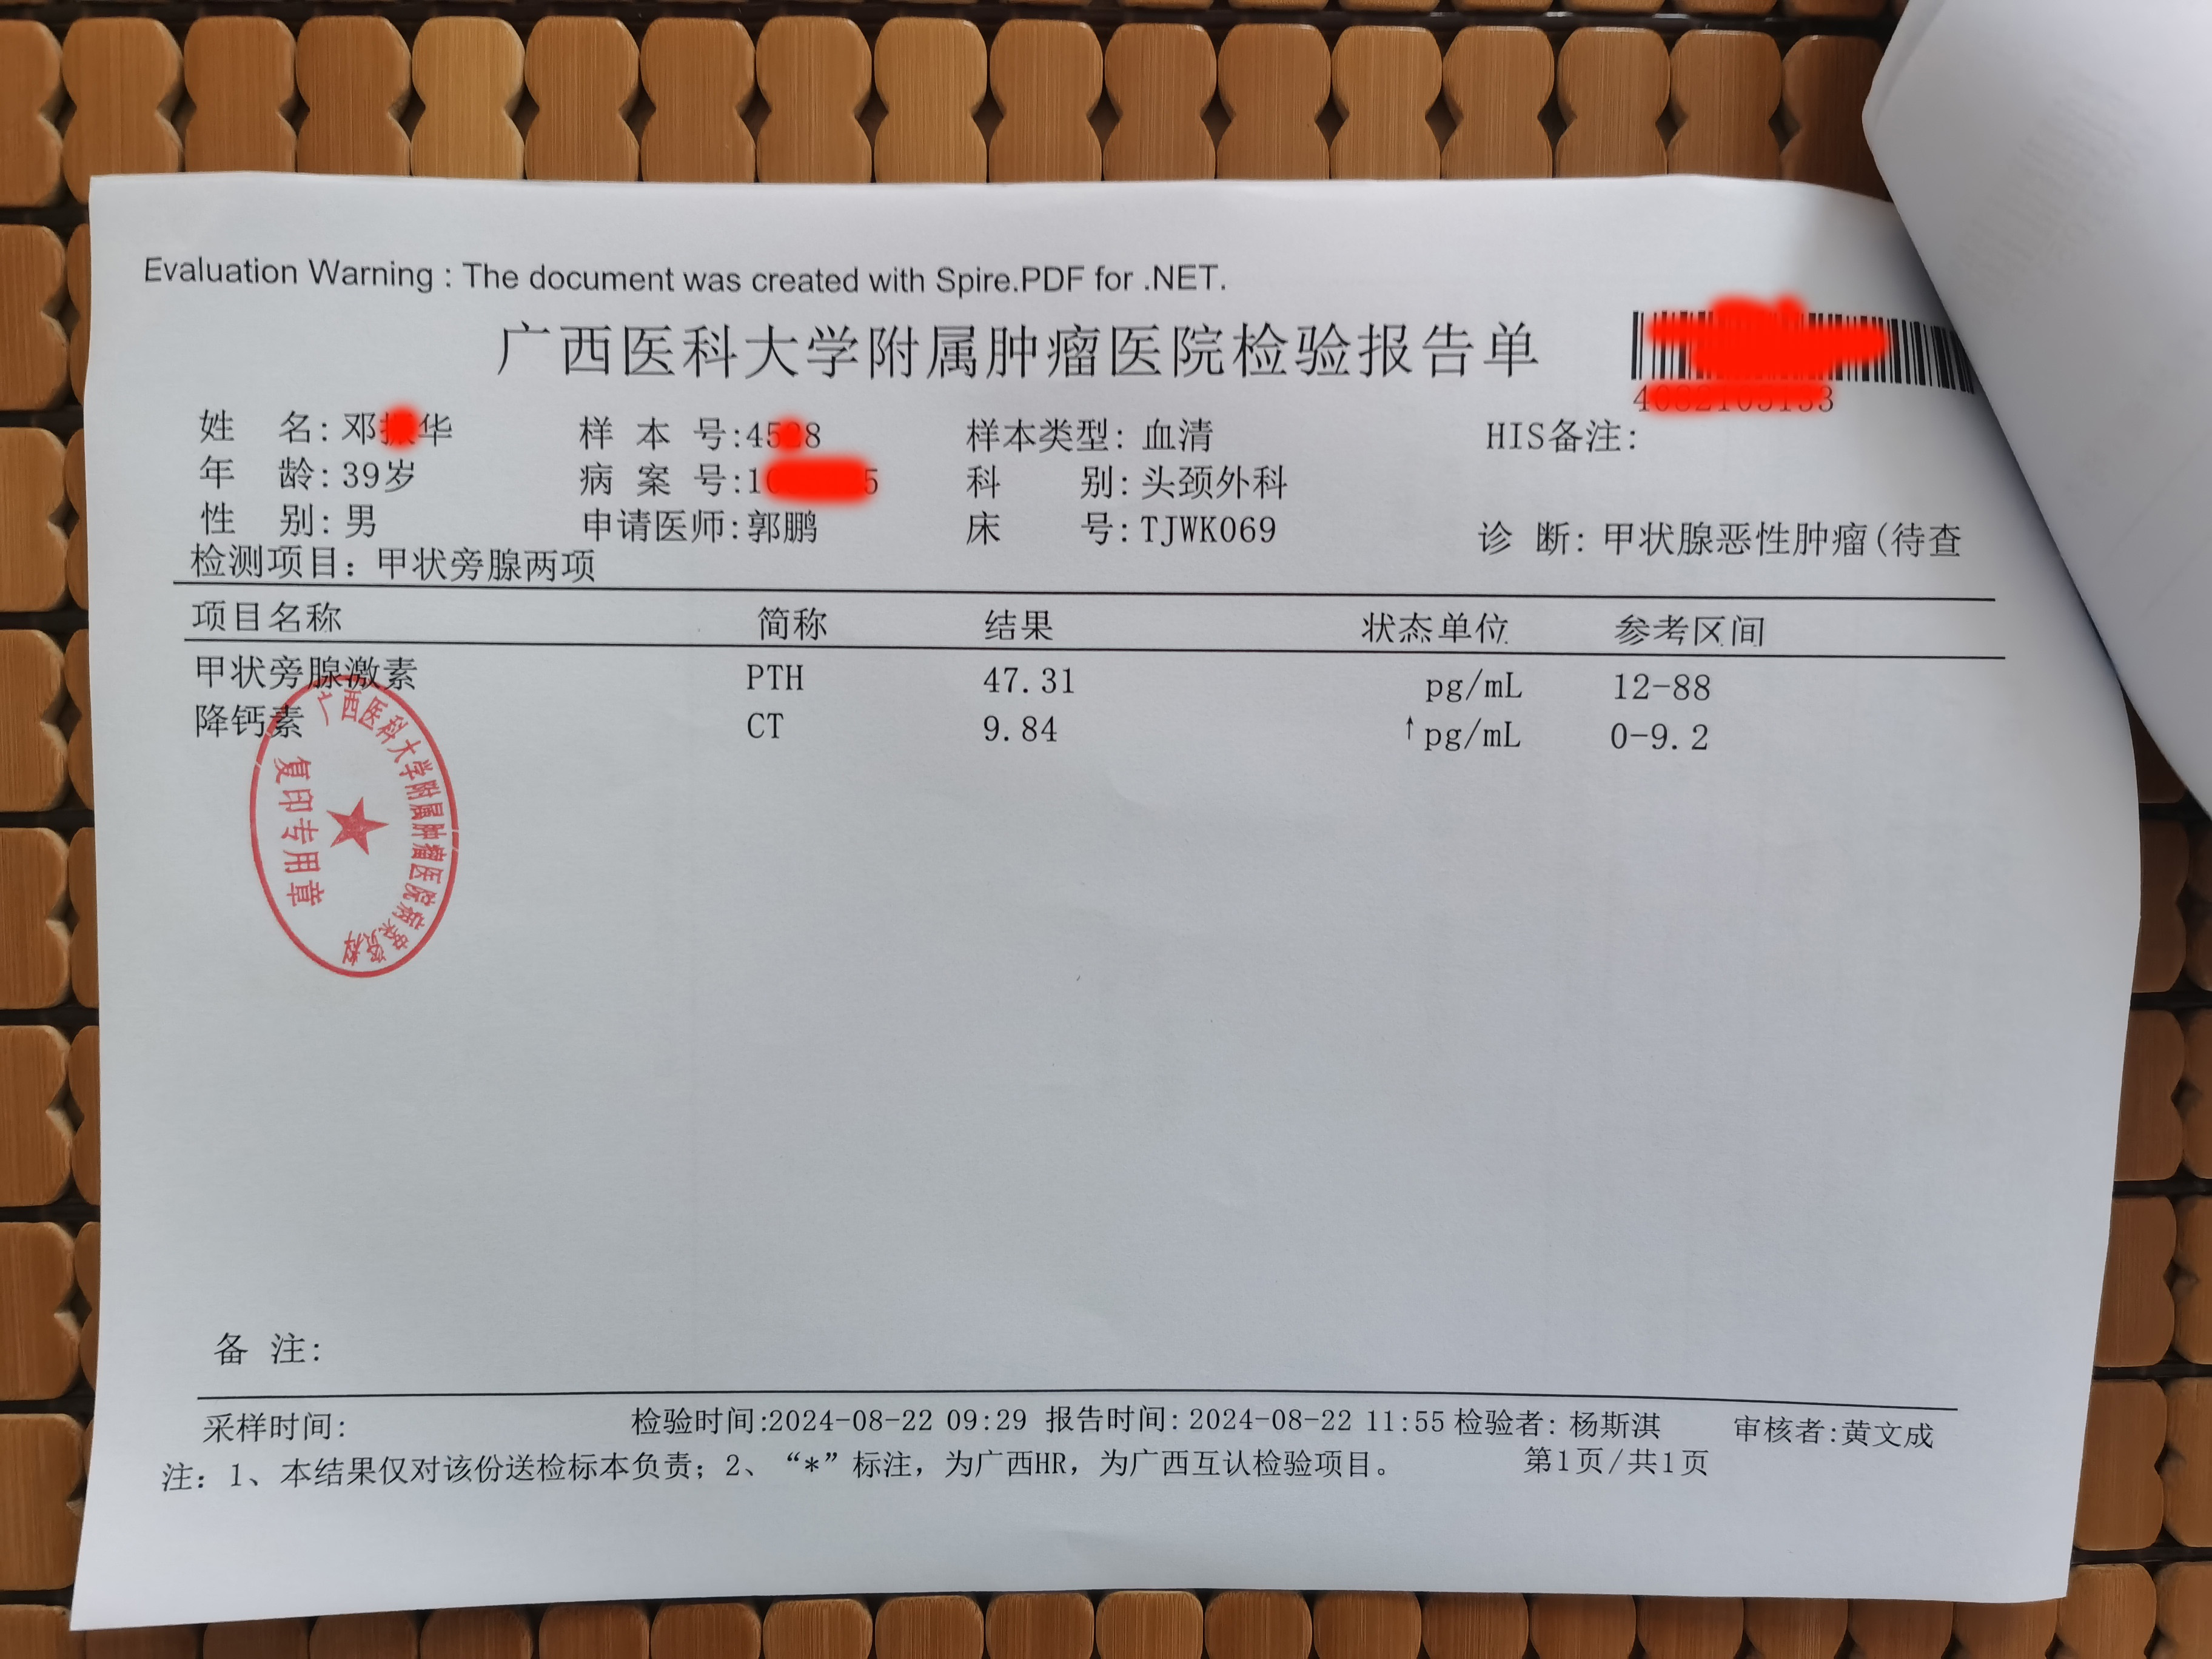 Evaluation Warning : The document was created with Spire.PDF for .NET.
广西医科大学附属肿瘤医院检验报告单
姓 名: 邓 华 样 本 号: 样本类型: 血清 HIS备注:
年 龄: 39岁 病 案 号: 科 别: 头颈外科
性 别: 男 申请医师: 郭鹏 床 号: TJWK069 诊 断: 甲状腺恶性肿瘤(待查
检测项目: 甲状旁腺两项
项目名称 简称 结果 状态单位 参考区间
甲状旁腺激素 PTH 47.31 pg/mL 12-88
降钙素 CT 9.84 ↑pg/mL 0-9.2
广西医科大学附属肿瘤医院病案资料
复印专用章
备 注:
采样时间: 检验时间:2024-08-22 09:29 报告时间: 2024-08-22 11:55 检验者: 杨斯淇 审核者:黄文成
注: 1、本结果仅对该份送检标本负责; 2、“*”标注, 为广西HR, 为广西互认检验项目。 第1页/共1页